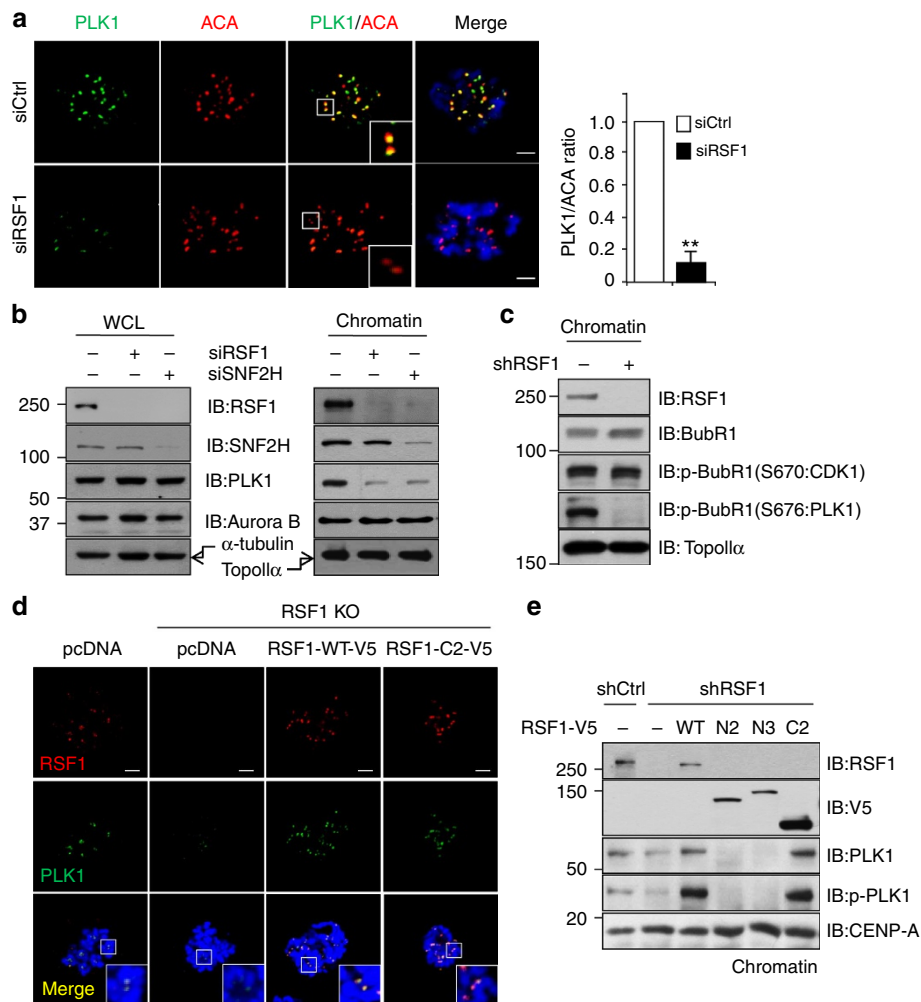 a
PLK1 ACA PLK1/ACA Merge
siCtrl
siRSF1
PLK1/ACA ratio
1.0
0.8
0.6
0.4
0.2
0
siCtrl
siRSF1
**
b
WCL Chromatin
– + – siRSF1 – + –
– – + siSNF2H – – +
250 IB:RSF1
IB:SNF2H
100
IB:PLK1
50
37 IB:Aurora B
α-tubulin
TopoIIα
c
Chromatin
shRSF1 – +
250 IB:RSF1
IB:BubR1
100
IB:p-BubR1(S670:CDK1)
IB:p-BubR1(S676:PLK1)
IB: TopoIIα
150
d
RSF1 KO
pcDNA pcDNA RSF1-WT-V5 RSF1-C2-V5
RSF1
PLK1
Merge
e
shCtrl shRSF1
RSF1-V5 – – WT N2 N3 C2
250 IB:RSF1
150
IB:V5
IB:PLK1
50
IB:p-PLK1
20
IB:CENP-A
Chromatin